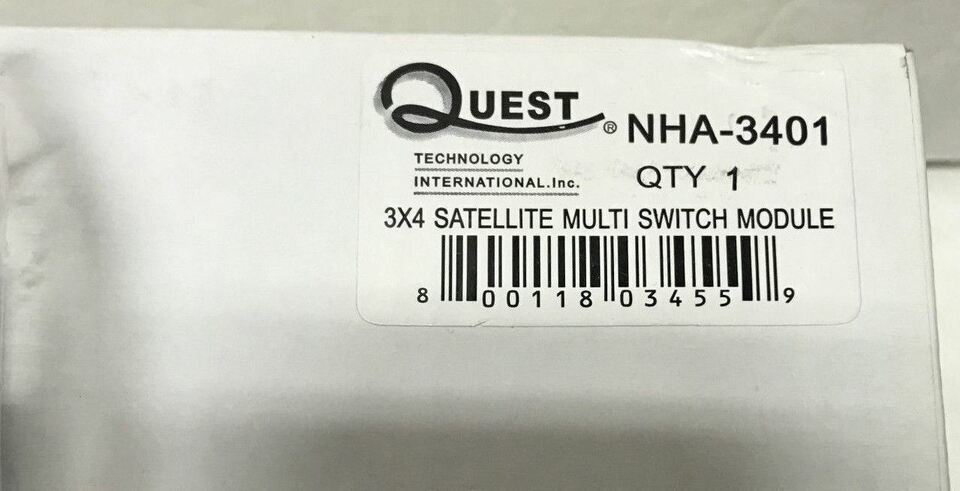 QUEST® NHA-3401
TECHNOLOGY
INTERNATIONAL.Inc.
QTY 1
3X4 SATELLITE MULTI SWITCH MODULE
8 00118 03455 9